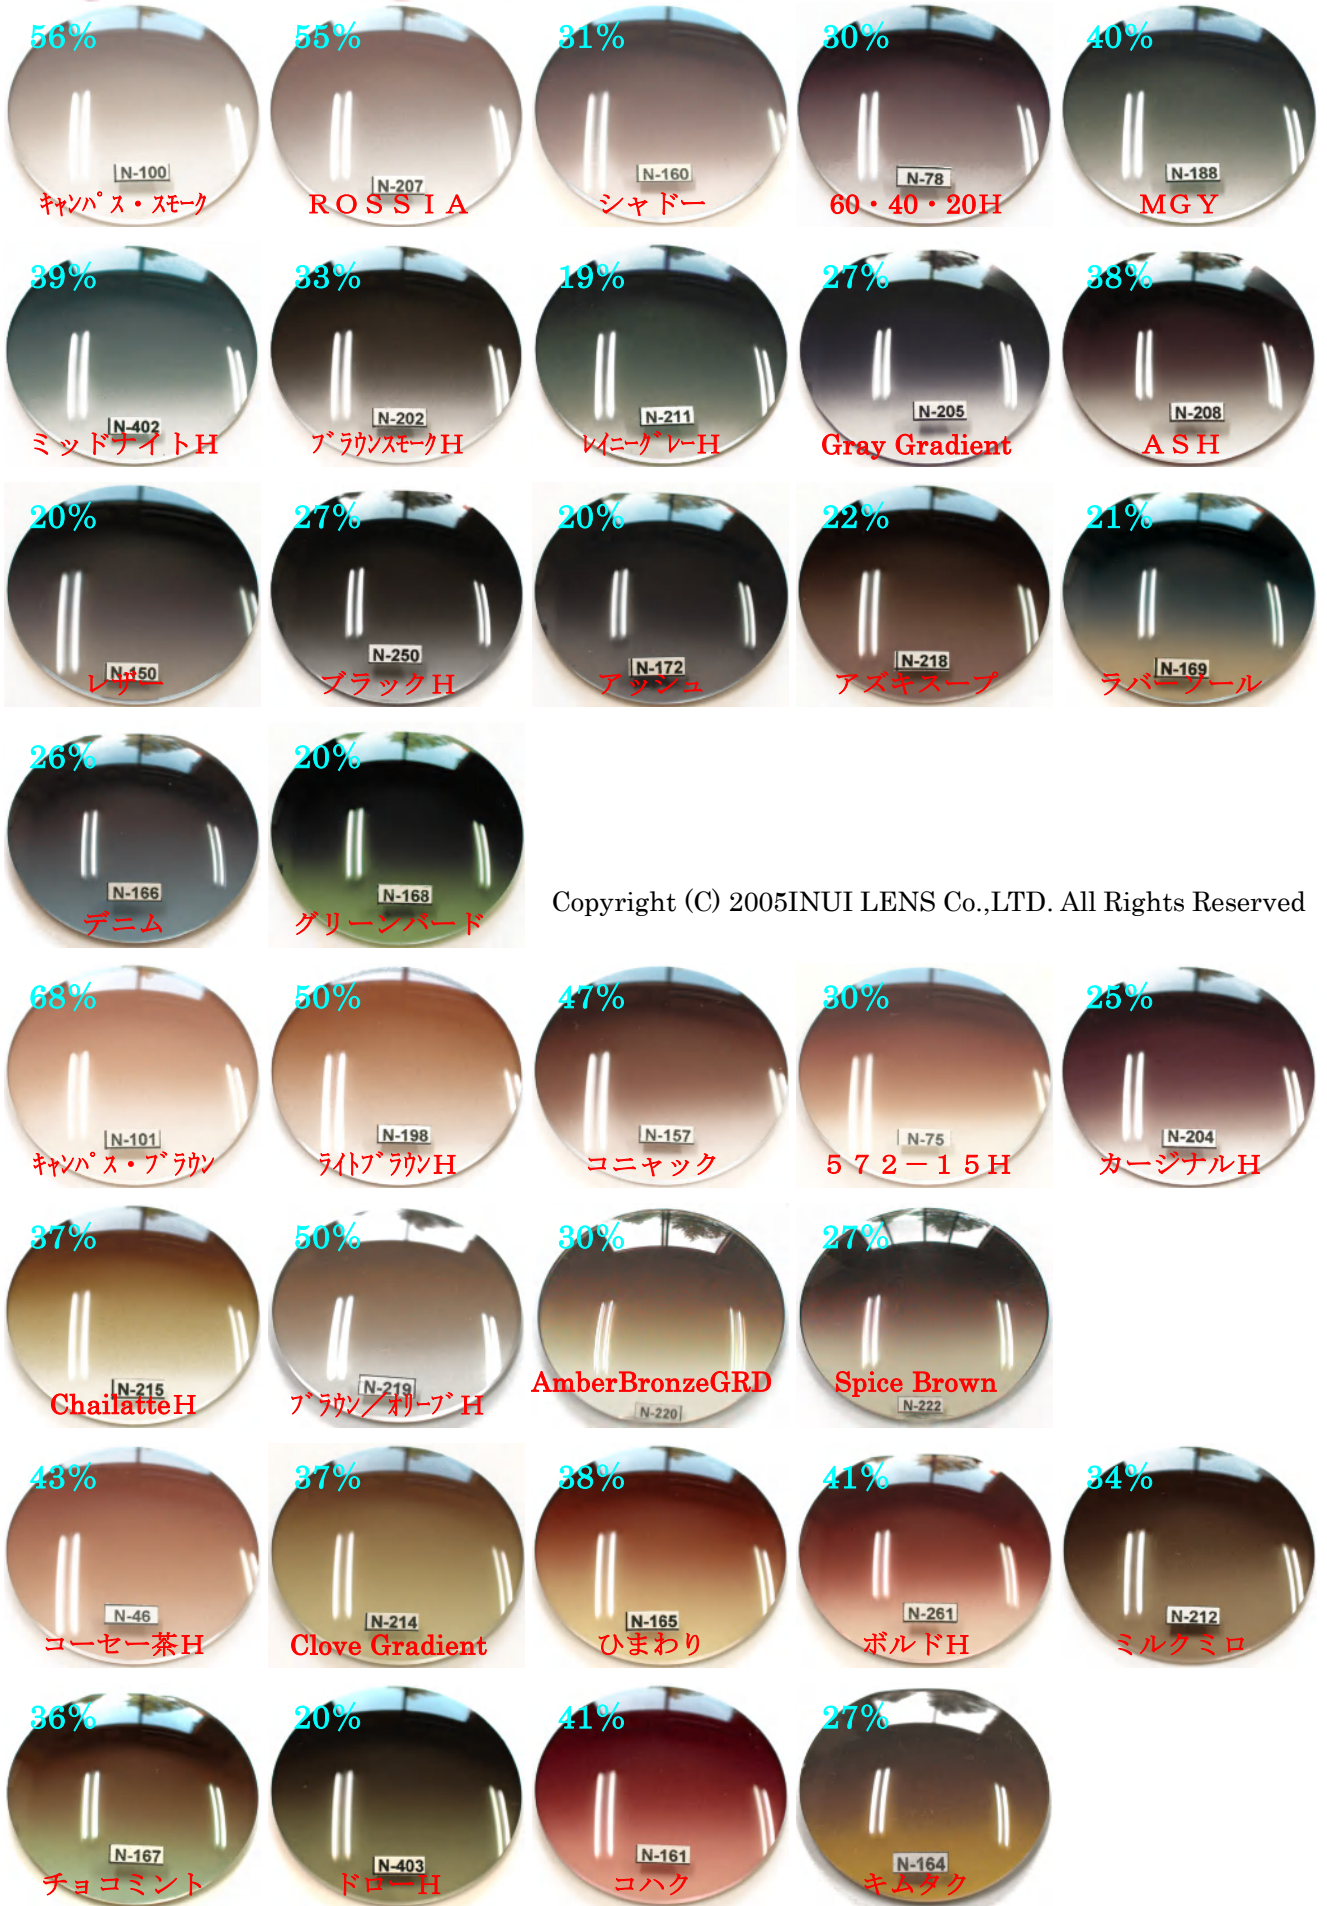 56% 55% 31% 30% 40%
N-100 N-207 N-160 N-78 N-188
キャンパス・スモーク ROSSIA シャドー 60・40・20H MGY
39% 33% 19% 27% 38%
N-402 N-202 N-211 N-205 N-208
ミッドナイトH ブラウンスモークH レイニーグレーH Gray Gradient ASH
20% 27% 20% 22% 21%
N-150 N-250 N-172 N-218 N-169
レザー ブラックH アッシュ アズキスープ ラバーソール
26% 20%
N-166 N-168
デニム グリーンバード
Copyright (C) 2005INUI LENS Co.,LTD. All Rights Reserved
68% 50% 47% 30% 25%
N-101 N-198 N-157 N-75 N-204
キャンパス・ブラウン ライトブラウンH コニャック 572-15H カージナルH
37% 50% 30% 27%
N-215 N-219
ChailatteH ブラウン/オリーブH AmberBronzeGRD Spice Brown
N-220 N-222
43% 37% 38% 41% 34%
N-46 N-214 N-165 N-261 N-212
コーセー茶H Clove Gradient ひまわり ボルドH ミルクミロ
36% 20% 41% 27%
N-167 N-403 N-161 N-164
チョコミント ドローH コハク キムタク